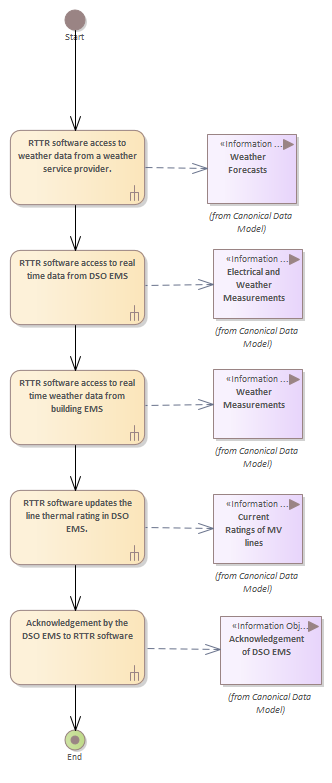 Start
RTTR software access to
weather data from a weather
service provider.
«Information ...
Weather
Forecasts
(from Canonical Data
Model)
RTTR software access to real
time data from DSO EMS
«Information ...
Electrical and
Weather
Measurements
(from Canonical Data
Model)
RTTR software access to real
time weather data from
building EMS
«Information ...
Weather
Measurements
(from Canonical Data
Model)
RTTR software updates the
line thermal rating in DSO
EMS.
«Information ...
Current
Ratings of MV
lines
(from Canonical Data
Model)
Acknowledgement by the
DSO EMS to RTTR software
«Information Obj...
Acknowledgement
of DSO EMS
(from Canonical Data
Model)
End